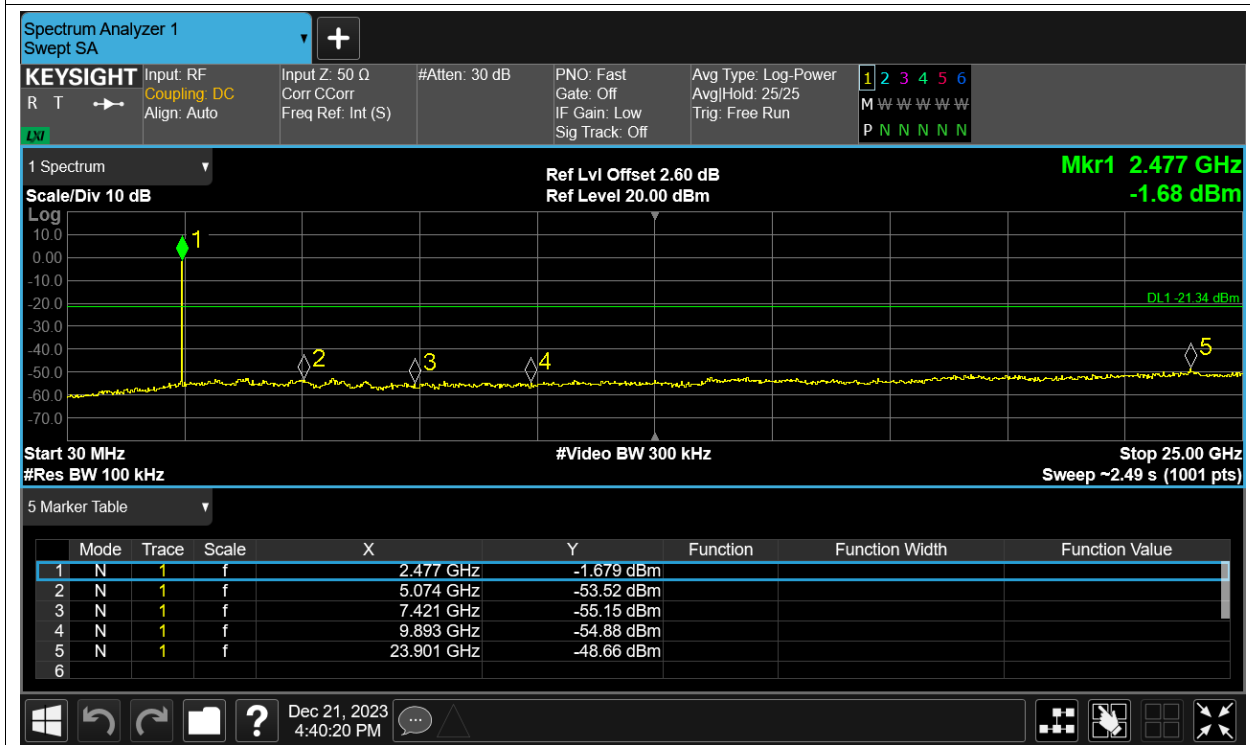 Spectrum Analyzer 1
Swept SA
KEYSIGHT
R T
LXI
Input: RF
Coupling: DC
Align: Auto
Input Z: 50 Ω
Corr CCorr
Freq Ref: Int (S)
#Atten: 30 dB
PNO: Fast
Gate: Off
IF Gain: Low
Sig Track: Off
Avg Type: Log-Power
Avg|Hold: 25/25
Trig: Free Run
1 2 3 4 5 6
M W W W W W
P N N N N N
1 Spectrum
Scale/Div 10 dB
Ref Lvl Offset 2.60 dB
Ref Level 20.00 dBm
Mkr1 2.477 GHz
-1.68 dBm
Log
10.0
0.00
-10.0
-20.0
-30.0
-40.0
-50.0
-60.0
-70.0
1
2
3
4
5
DL1 -21.34 dBm
Start 30 MHz
#Res BW 100 kHz
#Video BW 300 kHz
Stop 25.00 GHz
Sweep ~2.49 s (1001 pts)
5 Marker Table
Mode Trace Scale X Y Function Function Width Function Value
1 N 1 f 2.477 GHz -1.679 dBm
2 N 1 f 5.074 GHz -53.52 dBm
3 N 1 f 7.421 GHz -55.15 dBm
4 N 1 f 9.893 GHz -54.88 dBm
5 N 1 f 23.901 GHz -48.66 dBm
6
?
Dec 21, 2023
4:40:20 PM